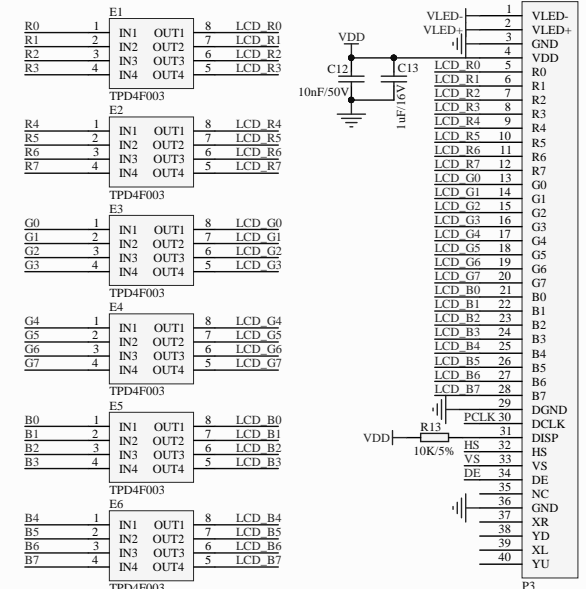 E1
R0 1 IN1 OUT1 8 LCD_R0
R1 2 IN2 OUT2 7 LCD_R1
R2 3 IN3 OUT3 6 LCD_R2
R3 4 IN4 OUT4 5 LCD_R3
TPD4F003
E2
R4 1 IN1 OUT1 8 LCD_R4
R5 2 IN2 OUT2 7 LCD_R5
R6 3 IN3 OUT3 6 LCD_R6
R7 4 IN4 OUT4 5 LCD_R7
TPD4F003
E3
G0 1 IN1 OUT1 8 LCD_G0
G1 2 IN2 OUT2 7 LCD_G1
G2 3 IN3 OUT3 6 LCD_G2
G3 4 IN4 OUT4 5 LCD_G3
TPD4F003
E4
G4 1 IN1 OUT1 8 LCD_G4
G5 2 IN2 OUT2 7 LCD_G5
G6 3 IN3 OUT3 6 LCD_G6
G7 4 IN4 OUT4 5 LCD_G7
TPD4F003
E5
B0 1 IN1 OUT1 8 LCD_B0
B1 2 IN2 OUT2 7 LCD_B1
B2 3 IN3 OUT3 6 LCD_B2
B3 4 IN4 OUT4 5 LCD_B3
TPD4F003
E6
B4 1 IN1 OUT1 8 LCD_B4
B5 2 IN2 OUT2 7 LCD_B5
B6 3 IN3 OUT3 6 LCD_B6
B7 4 IN4 OUT4 5 LCD_B7
TPD4F003
VDD
C12
10nF/50V
C13
1uF/16V
VLED- 1 VLED-
VLED+ 2 VLED+
3 GND
4 VDD
LCD_R0 5 R0
LCD_R1 6 R1
LCD_R2 7 R2
LCD_R3 8 R3
LCD_R4 9 R4
LCD_R5 10 R5
LCD_R6 11 R6
LCD_R7 12 R7
LCD_G0 13 G0
LCD_G1 14 G1
LCD_G2 15 G2
LCD_G3 16 G3
LCD_G4 17 G4
LCD_G5 18 G5
LCD_G6 19 G6
LCD_G7 20 G7
LCD_B0 21 B0
LCD_B1 22 B1
LCD_B2 23 B2
LCD_B3 24 B3
LCD_B4 25 B4
LCD_B5 26 B5
LCD_B6 27 B6
LCD_B7 28 B7
29 DGND
PCLK 30 DCLK
VDD R13 31 DISP
10K/5%
HS 32 HS
VS 33 VS
DE 34 DE
35 NC
36 GND
37 XR
38 YD
39 XL
40 YU
P3